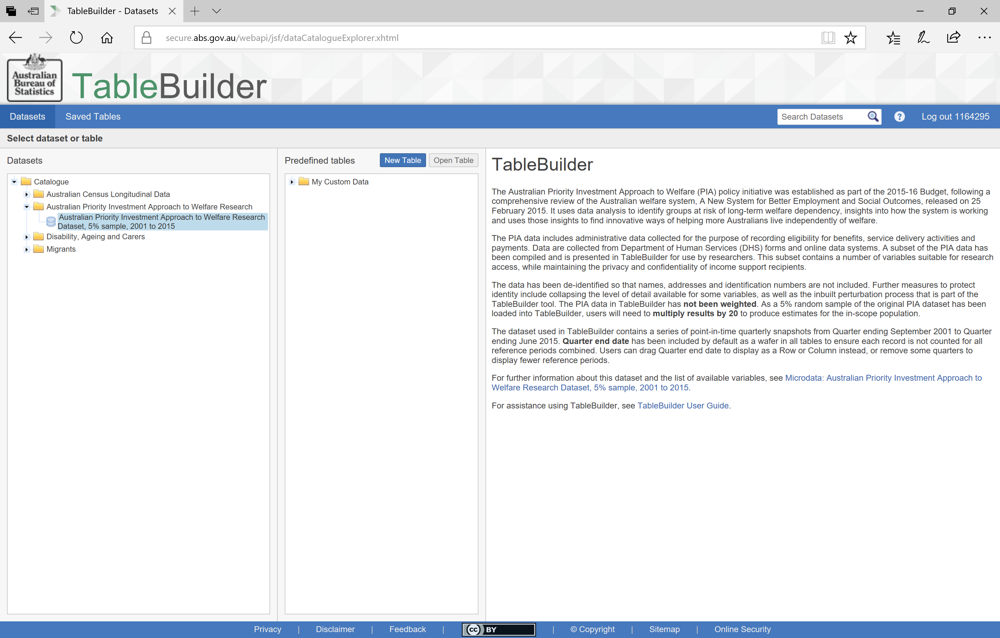 TableBuilder - Datasets
secure.abs.gov.au/webapi/jsf/dataCatalogueExplorer.xhtml
Australian
Bureau of
Statistics
TableBuilder
Datasets
Saved Tables
Search Datasets
?
Log out 1164295
Select dataset or table
Datasets
Catalogue
Australian Census Longitudinal Data
Australian Priority Investment Approach to Welfare Research
Australian Priority Investment Approach to Welfare Research
Dataset, 5% sample, 2001 to 2015
Disability, Ageing and Carers
Migrants
Predefined tables
New Table
Open Table
My Custom Data
TableBuilder
The Australian Priority Investment Approach to Welfare (PIA) policy initiative was established as part of the 2015-16 Budget, following a
comprehensive review of the Australian welfare system, A New System for Better Employment and Social Outcomes, released on 25
February 2015. It uses data analysis to identify groups at risk of long-term welfare dependency, insights into how the system is working
and uses those insights to find innovative ways of helping more Australians live independently of welfare.
The PIA data includes administrative data collected for the purpose of recording eligibility for benefits, service delivery activities and
payments. Data are collected from Department of Human Services (DHS) forms and online data systems. A subset of the PIA data has
been compiled and is presented in TableBuilder for use by researchers. This subset contains a number of variables suitable for research
access, while maintaining the privacy and confidentiality of income support recipients.
The data has been de-identified so that names, addresses and identification numbers are not included. Further measures to protect
identity include collapsing the level of detail available for some variables, as well as the inbuilt perturbation process that is part of the
TableBuilder tool. The PIA data in TableBuilder has not been weighted. As a 5% random sample of the original PIA dataset has been
loaded into TableBuilder, users will need to multiply results by 20 to produce estimates for the in-scope population.
The dataset used in TableBuilder contains a series of point-in-time quarterly snapshots from Quarter ending September 2001 to Quarter
ending June 2015. Quarter end date has been included by default as a wafer in all tables to ensure each record is not counted for all
reference periods combined. Users can drag Quarter end date to display as a Row or Column instead, or remove some quarters to
display fewer reference periods.
For further information about this dataset and the list of available variables, see Microdata: Australian Priority Investment Approach to
Welfare Research Dataset, 5% sample, 2001 to 2015.
For assistance using TableBuilder, see TableBuilder User Guide.
Privacy | Disclaimer | Feedback | cc BY | © Copyright | Sitemap | Online Security